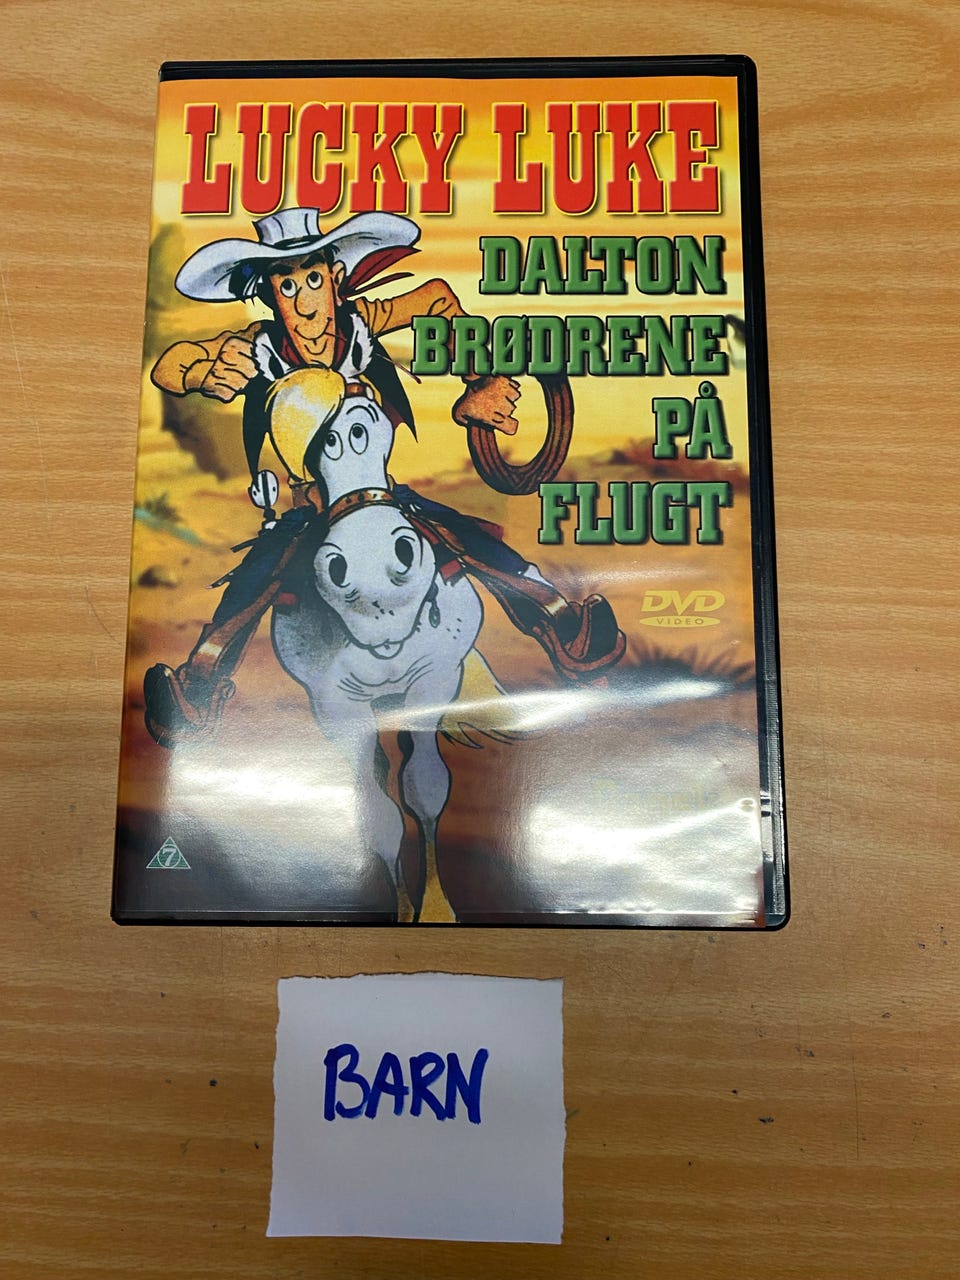 LUCKY LUKE
DALTON
BRØDRENE
PÅ
FLUGT
DVD
VIDEO
7
BARN